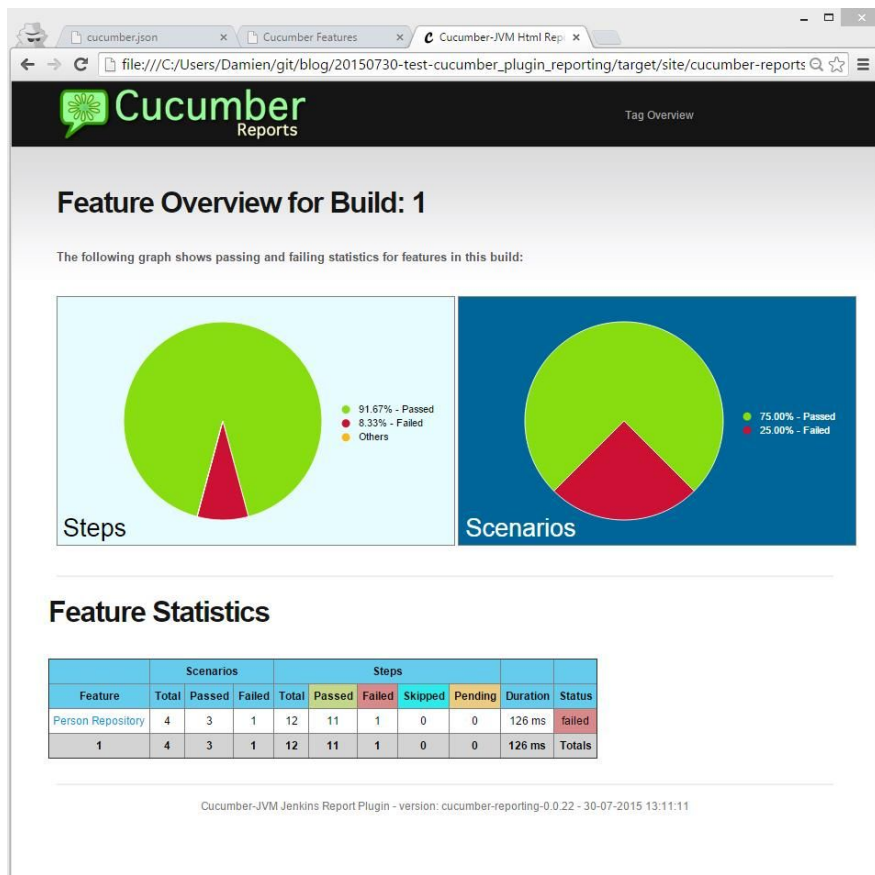 cucumber.json
Cucumber Features
Cucumber-JVM Html Rep
file:///C:/Users/Damien/git/blog/20150730-test-cucumber_plugin_reporting/target/site/cucumber-reports
Cucumber
Reports
Tag Overview
Feature Overview for Build: 1
The following graph shows passing and failing statistics for features in this build:
91.67% - Passed
8.33% - Failed
Others
Steps
75.00% - Passed
25.00% - Failed
Scenarios
Feature Statistics
Scenarios Steps
Feature Total Passed Failed Total Passed Failed Skipped Pending Duration Status
Person Repository 4 3 1 12 11 1 0 0 126 ms failed
1 4 3 1 12 11 1 0 0 126 ms Totals
Cucumber-JVM Jenkins Report Plugin - version: cucumber-reporting-0.0.22 - 30-07-2015 13:11:11